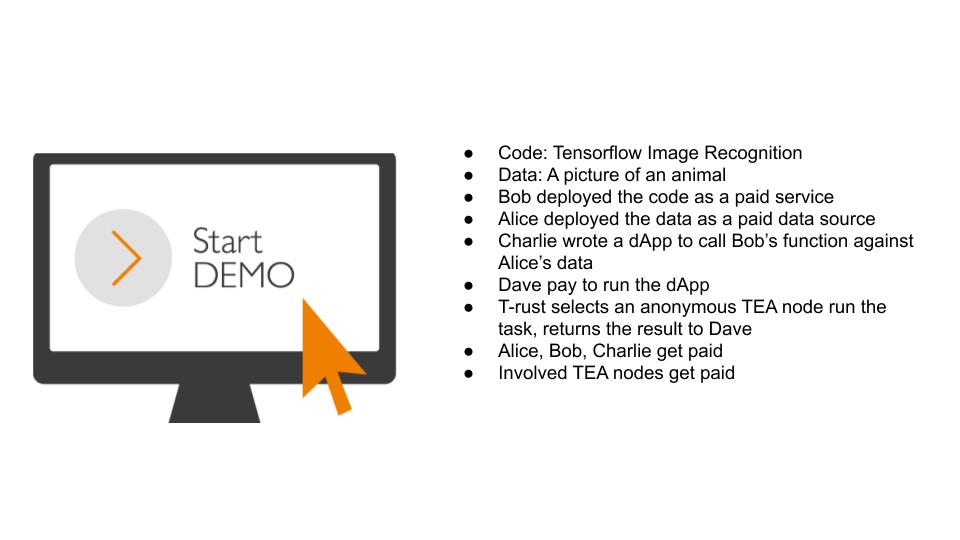 Start
DEMO
● Code: Tensorflow Image Recognition
● Data: A picture of an animal
● Bob deployed the code as a paid service
● Alice deployed the data as a paid data source
● Charlie wrote a dApp to call Bob’s function against
Alice’s data
● Dave pay to run the dApp
● T-rust selects an anonymous TEA node run the
task, returns the result to Dave
● Alice, Bob, Charlie get paid
● Involved TEA nodes get paid